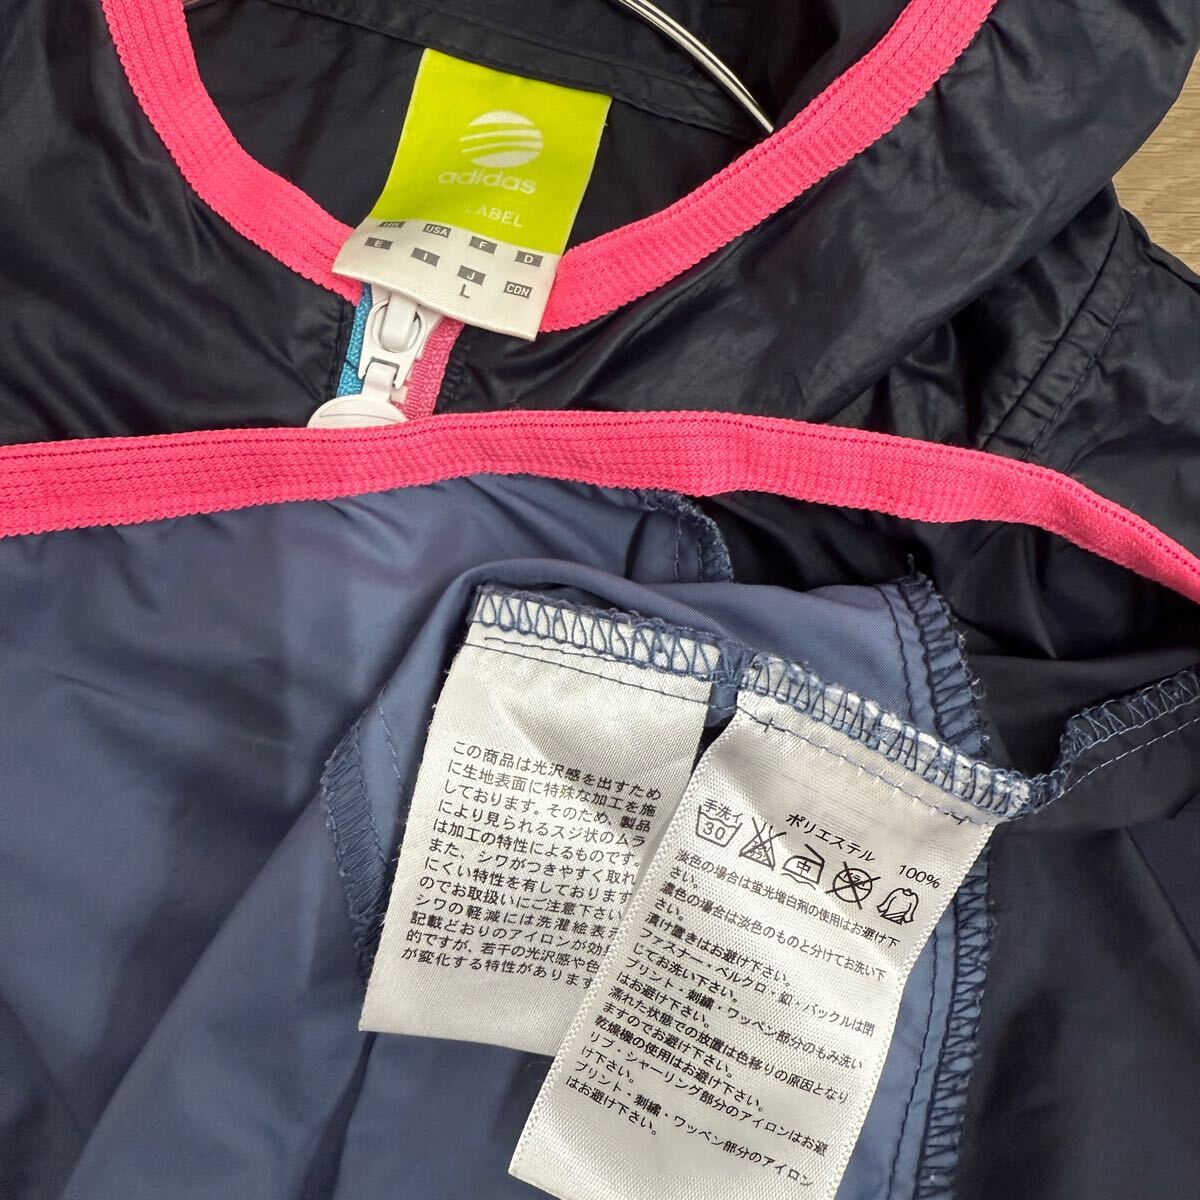 adidas
LABEL
UK USA F D
E I J CDN
L
この商品は光沢感を出すため
に生地表面に特殊な加工を施
しております。そのため、製品
により見られるスジ状のムラ
は加工の特性によるものです。
また、シワがつきやすく取れ
にくい特性を有しております
のでお取扱いにご注意下さい
シワの軽減には洗濯絵表示
記載どおりのアイロンが効果
的ですが、若干の光沢感や色
が変化する特性があります
ポリエステル 100%
手洗イ
30
中
淡色の場合は蛍光増白剤の使用はお避け下
さい。
濃色の場合は淡色のものと分けてお洗い下
さい。
漬け置きはお避け下さい。
ファスナー・ベルクロ・釦・バックルは閉
じてお洗い下さい。
プリント・刺繍・ワッペン部分のもみ洗い
はお避け下さい。
濡れた状態での放置は色移りの原因となり
ますのでお避け下さい。
乾燥機の使用はお避け下さい。
リブ・シャーリング部分のアイロンはお避
け下さい。
プリント・刺繍・ワッペン部分のアイロン
はお避け下さい。